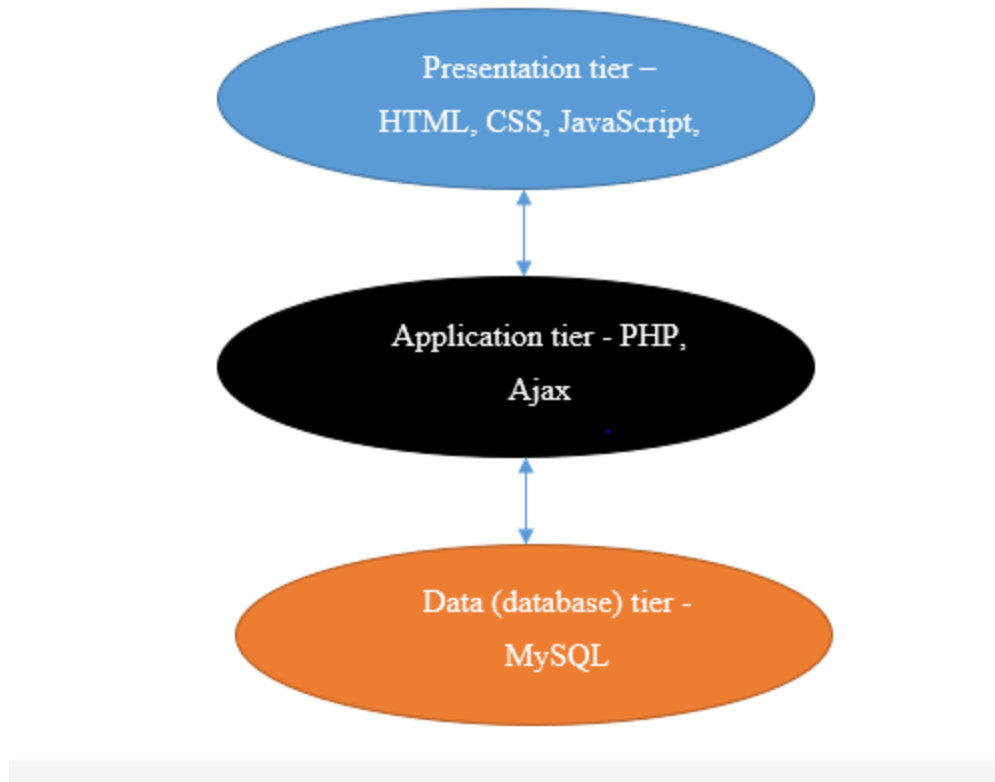 Presentation tier –
HTML, CSS, JavaScript,
Application tier - PHP,
Ajax
Data (database) tier -
MySQL